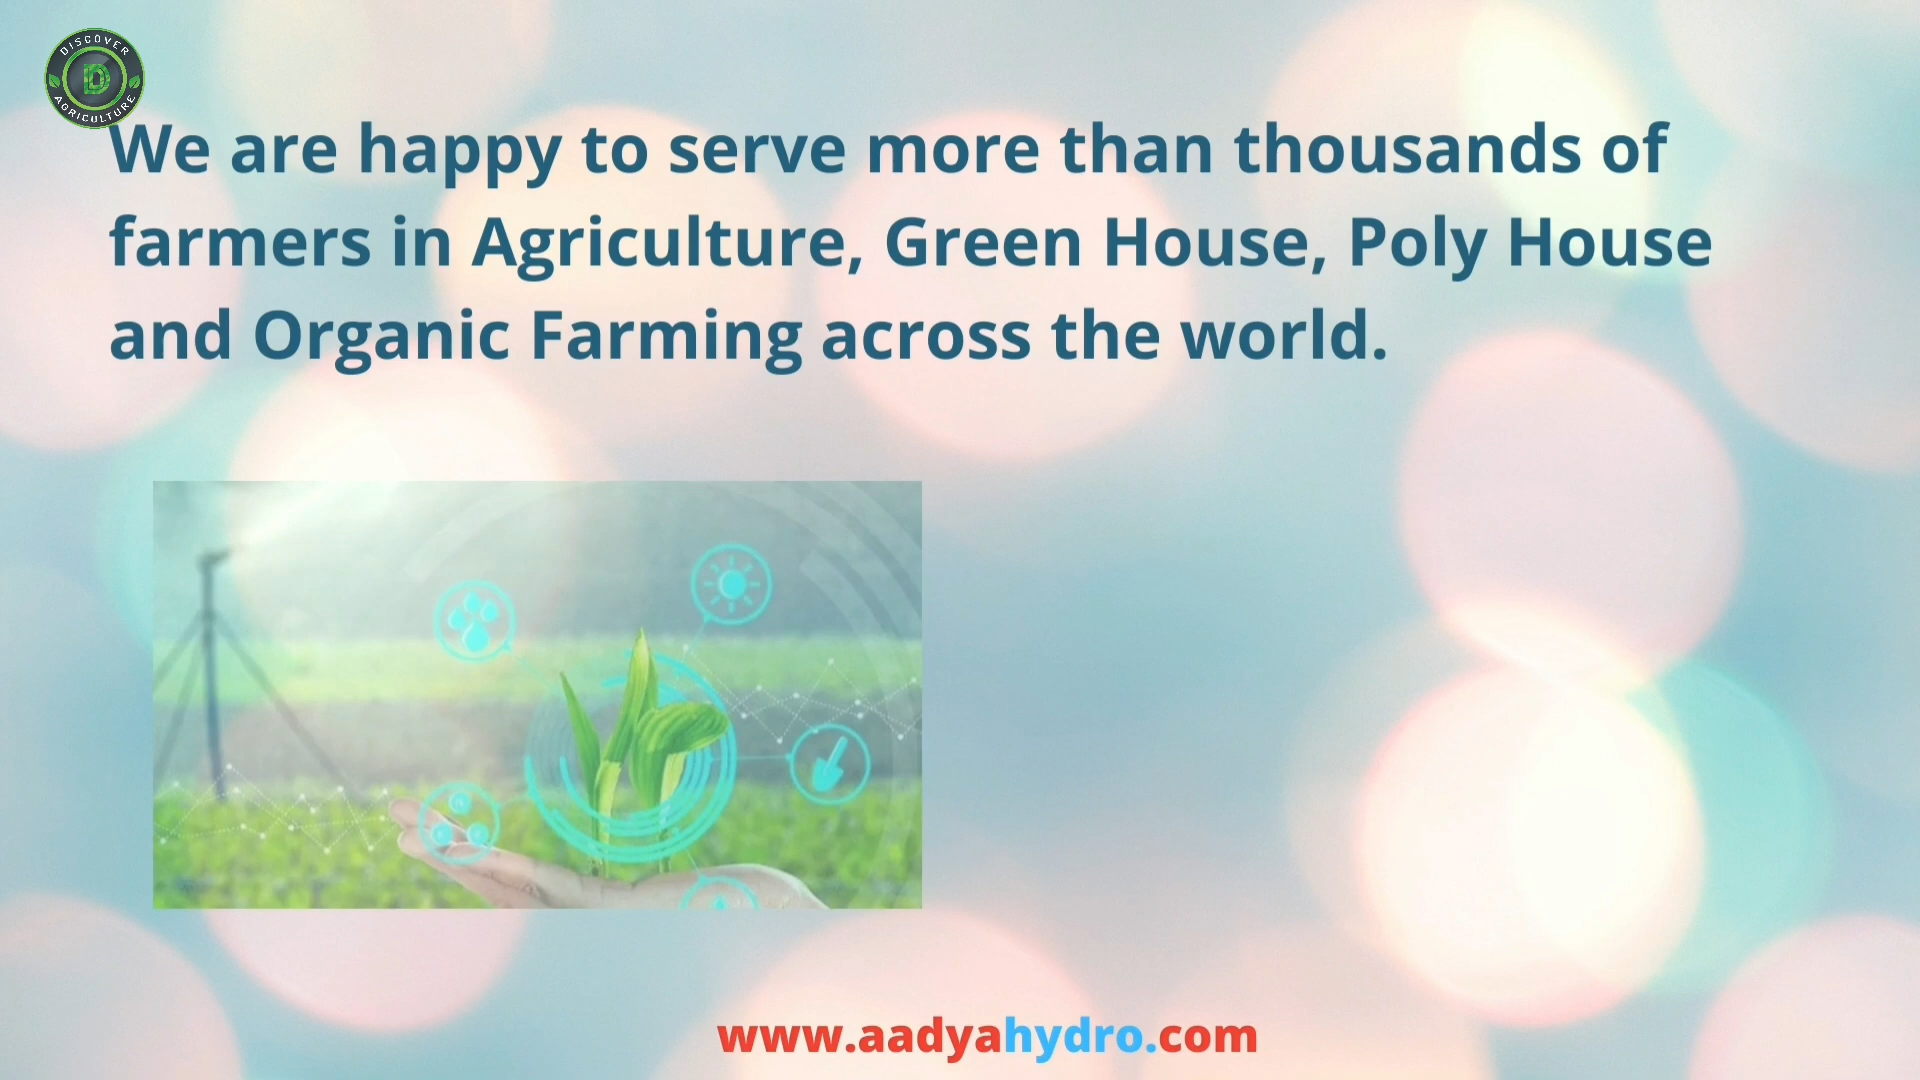 DISCOVER
D
AGRICULTURE
We are happy to serve more than thousands of
farmers in Agriculture, Green House, Poly House
and Organic Farming across the world.
www.aadyahydro.com